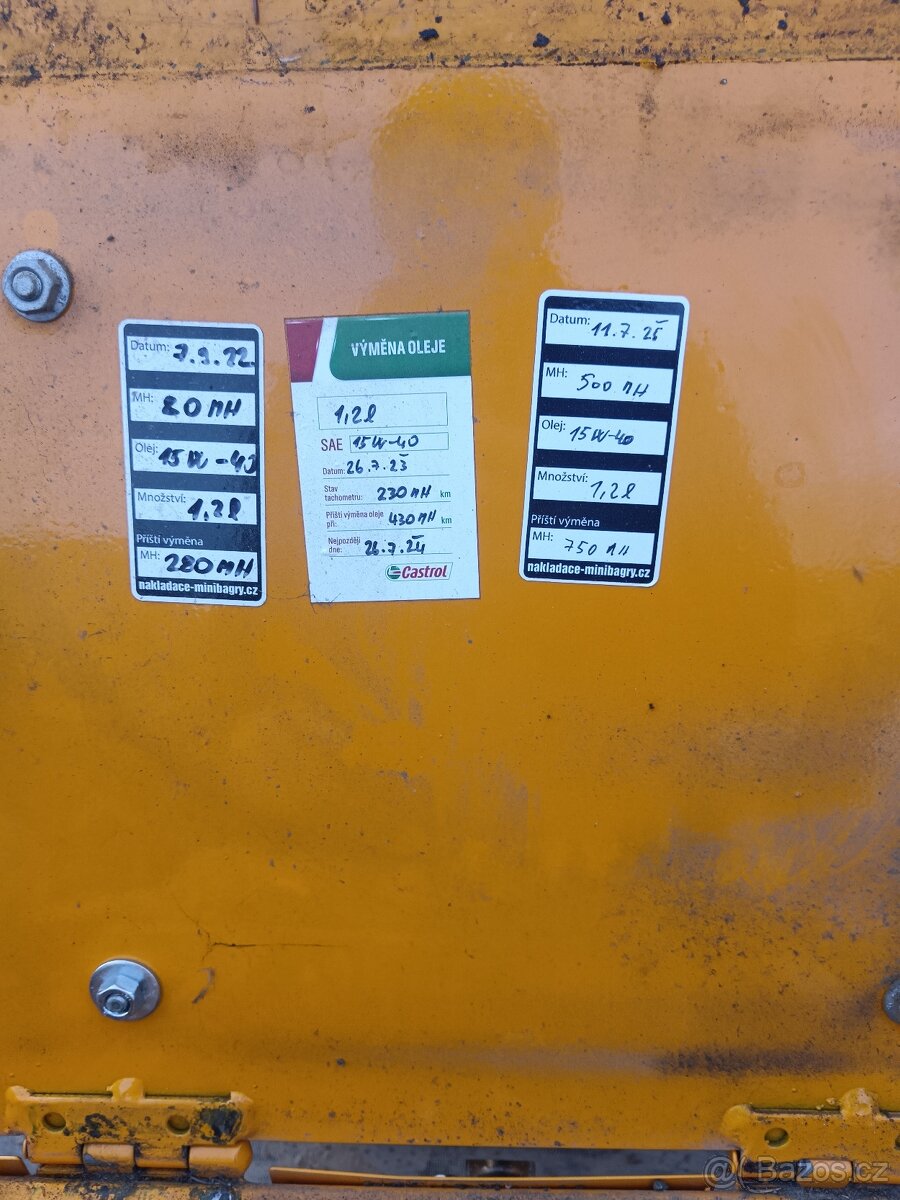 Datum: 7.9.22
MH: 80 MH
Olej: 15W-40
Množství: 1,2l
Příští výměna
MH: 280 MH
nakladace-minibagry.cz
VÝMĚNA OLEJE
1,2l
SAE 15W-40
Datum: 26.7.23
Stav
tachometru: 230 MH km
Příští výměna oleje
při: 430 MH km
Nejpozději
dne: 26.7.24
Castrol
Datum: 11.7.25
MH: 500 MH
Olej: 15W-40
Množství: 1,2l
Příští výměna
MH: 750 MH
nakladace-minibagry.cz
Bazos.cz